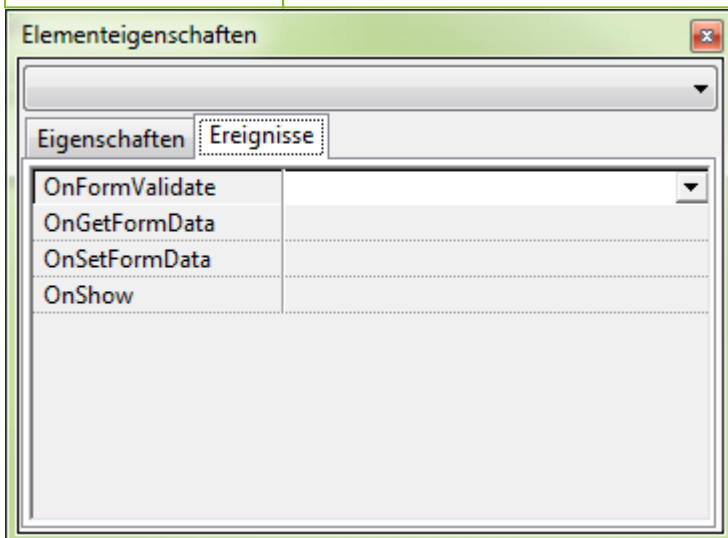 Elementeigenschaften
Eigenschaften Ereignisse
OnFormValidate
OnGetFormData
OnSetFormData
OnShow